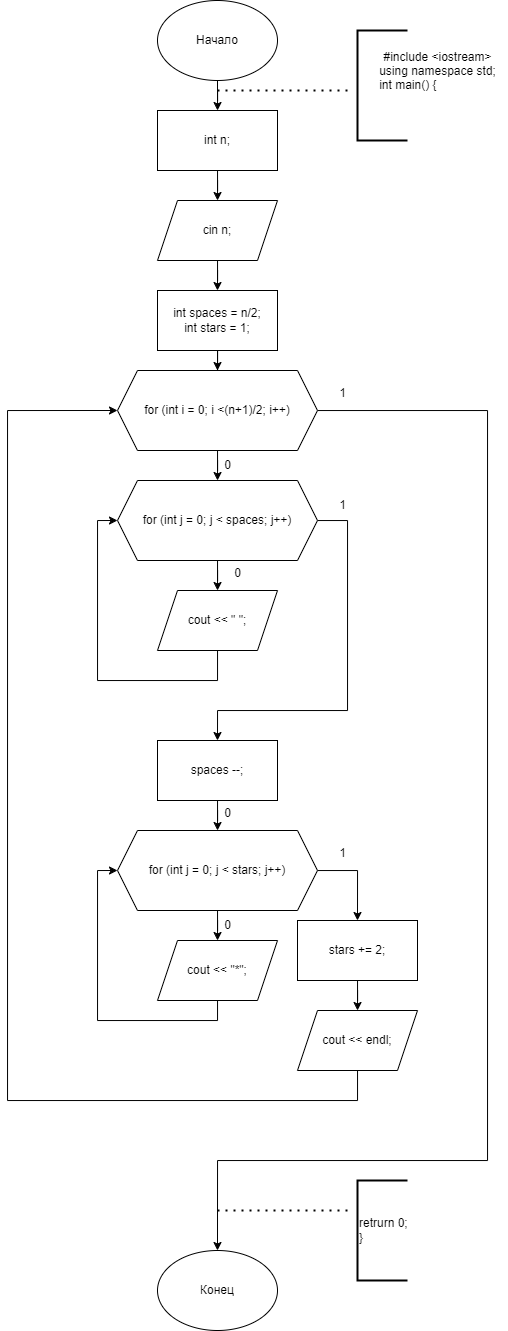 Начало
#include <iostream>
using namespace std;
int main() {
int n;
cin n;
int spaces = n/2;
int stars = 1;
for (int i = 0; i <(n+1)/2; i++)
1
0
for (int j = 0; j < spaces; j++)
1
0
cout << " ";
spaces --;
0
for (int j = 0; j < stars; j++)
1
0
cout << "*";
stars += 2;
cout << endl;
retrurn 0;
}
Конец